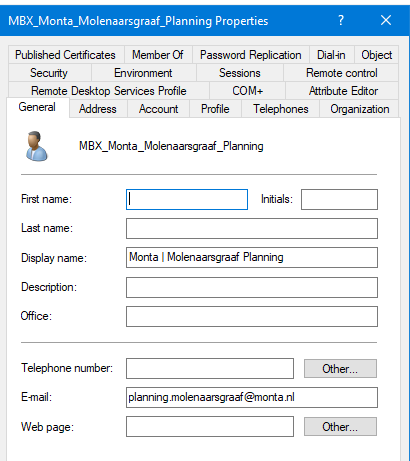 MBX_Monta_Molenaarsgraaf_Planning Properties ? ×
Published Certificates Member Of Password Replication Dial-in Object
Security Environment Sessions Remote control
Remote Desktop Services Profile COM+ Attribute Editor
General Address Account Profile Telephones Organization
MBX_Monta_Molenaarsgraaf_Planning
First name: Initials:
Last name:
Display name: Monta | Molenaarsgraaf Planning
Description:
Office:
Telephone number: Other...
E-mail: planning.molenaarsgraaf@monta.nl
Web page: Other...